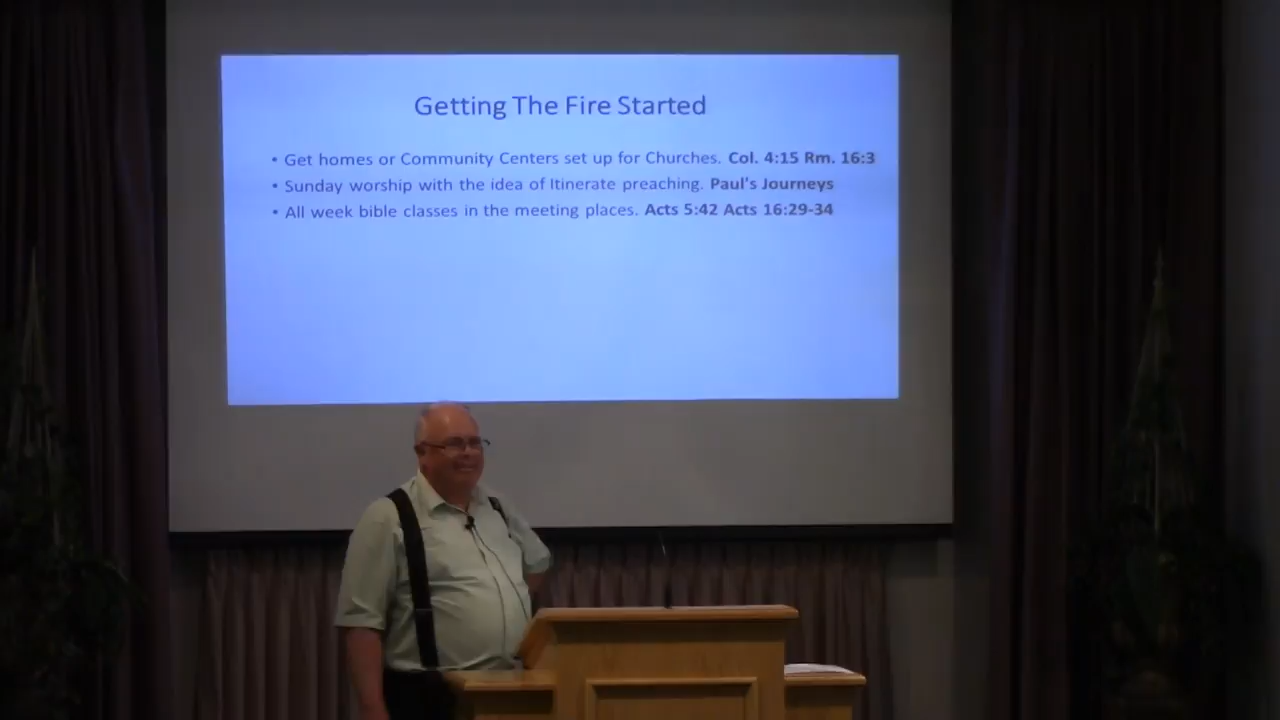 Getting The Fire Started
• Get homes or Community Centers set up for Churches. Col. 4:15 Rm. 16:3
• Sunday worship with the idea of Itinerate preaching. Paul's Journeys
• All week bible classes in the meeting places. Acts 5:42 Acts 16:29-34